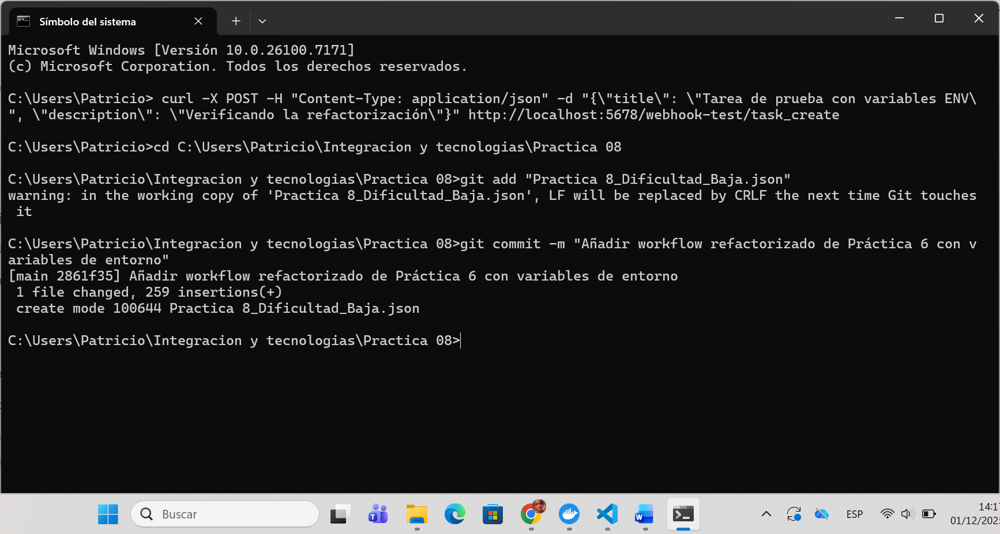 Símbolo del sistema
Microsoft Windows [Versión 10.0.26100.7171]
(c) Microsoft Corporation. Todos los derechos reservados.
C:\Users\Patricio> curl -X POST -H "Content-Type: application/json" -d "{\"title\": \"Tarea de prueba con variables ENV\
", \"description\": \"Verificando la refactorización\"}" http://localhost:5678/webhook-test/task_create
C:\Users\Patricio>cd C:\Users\Patricio\Integracion y tecnologias\Practica 08
C:\Users\Patricio\Integracion y tecnologias\Practica 08>git add "Practica 8_Dificultad_Baja.json"
warning: in the working copy of 'Practica 8_Dificultad_Baja.json', LF will be replaced by CRLF the next time Git touches
it
C:\Users\Patricio\Integracion y tecnologias\Practica 08>git commit -m "Añadir workflow refactorizado de Práctica 6 con v
ariables de entorno"
[main 2861f35] Añadir workflow refactorizado de Práctica 6 con variables de entorno
1 file changed, 259 insertions(+)
create mode 100644 Practica 8_Dificultad_Baja.json
C:\Users\Patricio\Integracion y tecnologias\Practica 08>
Buscar
ESP
14:1
01/12/202